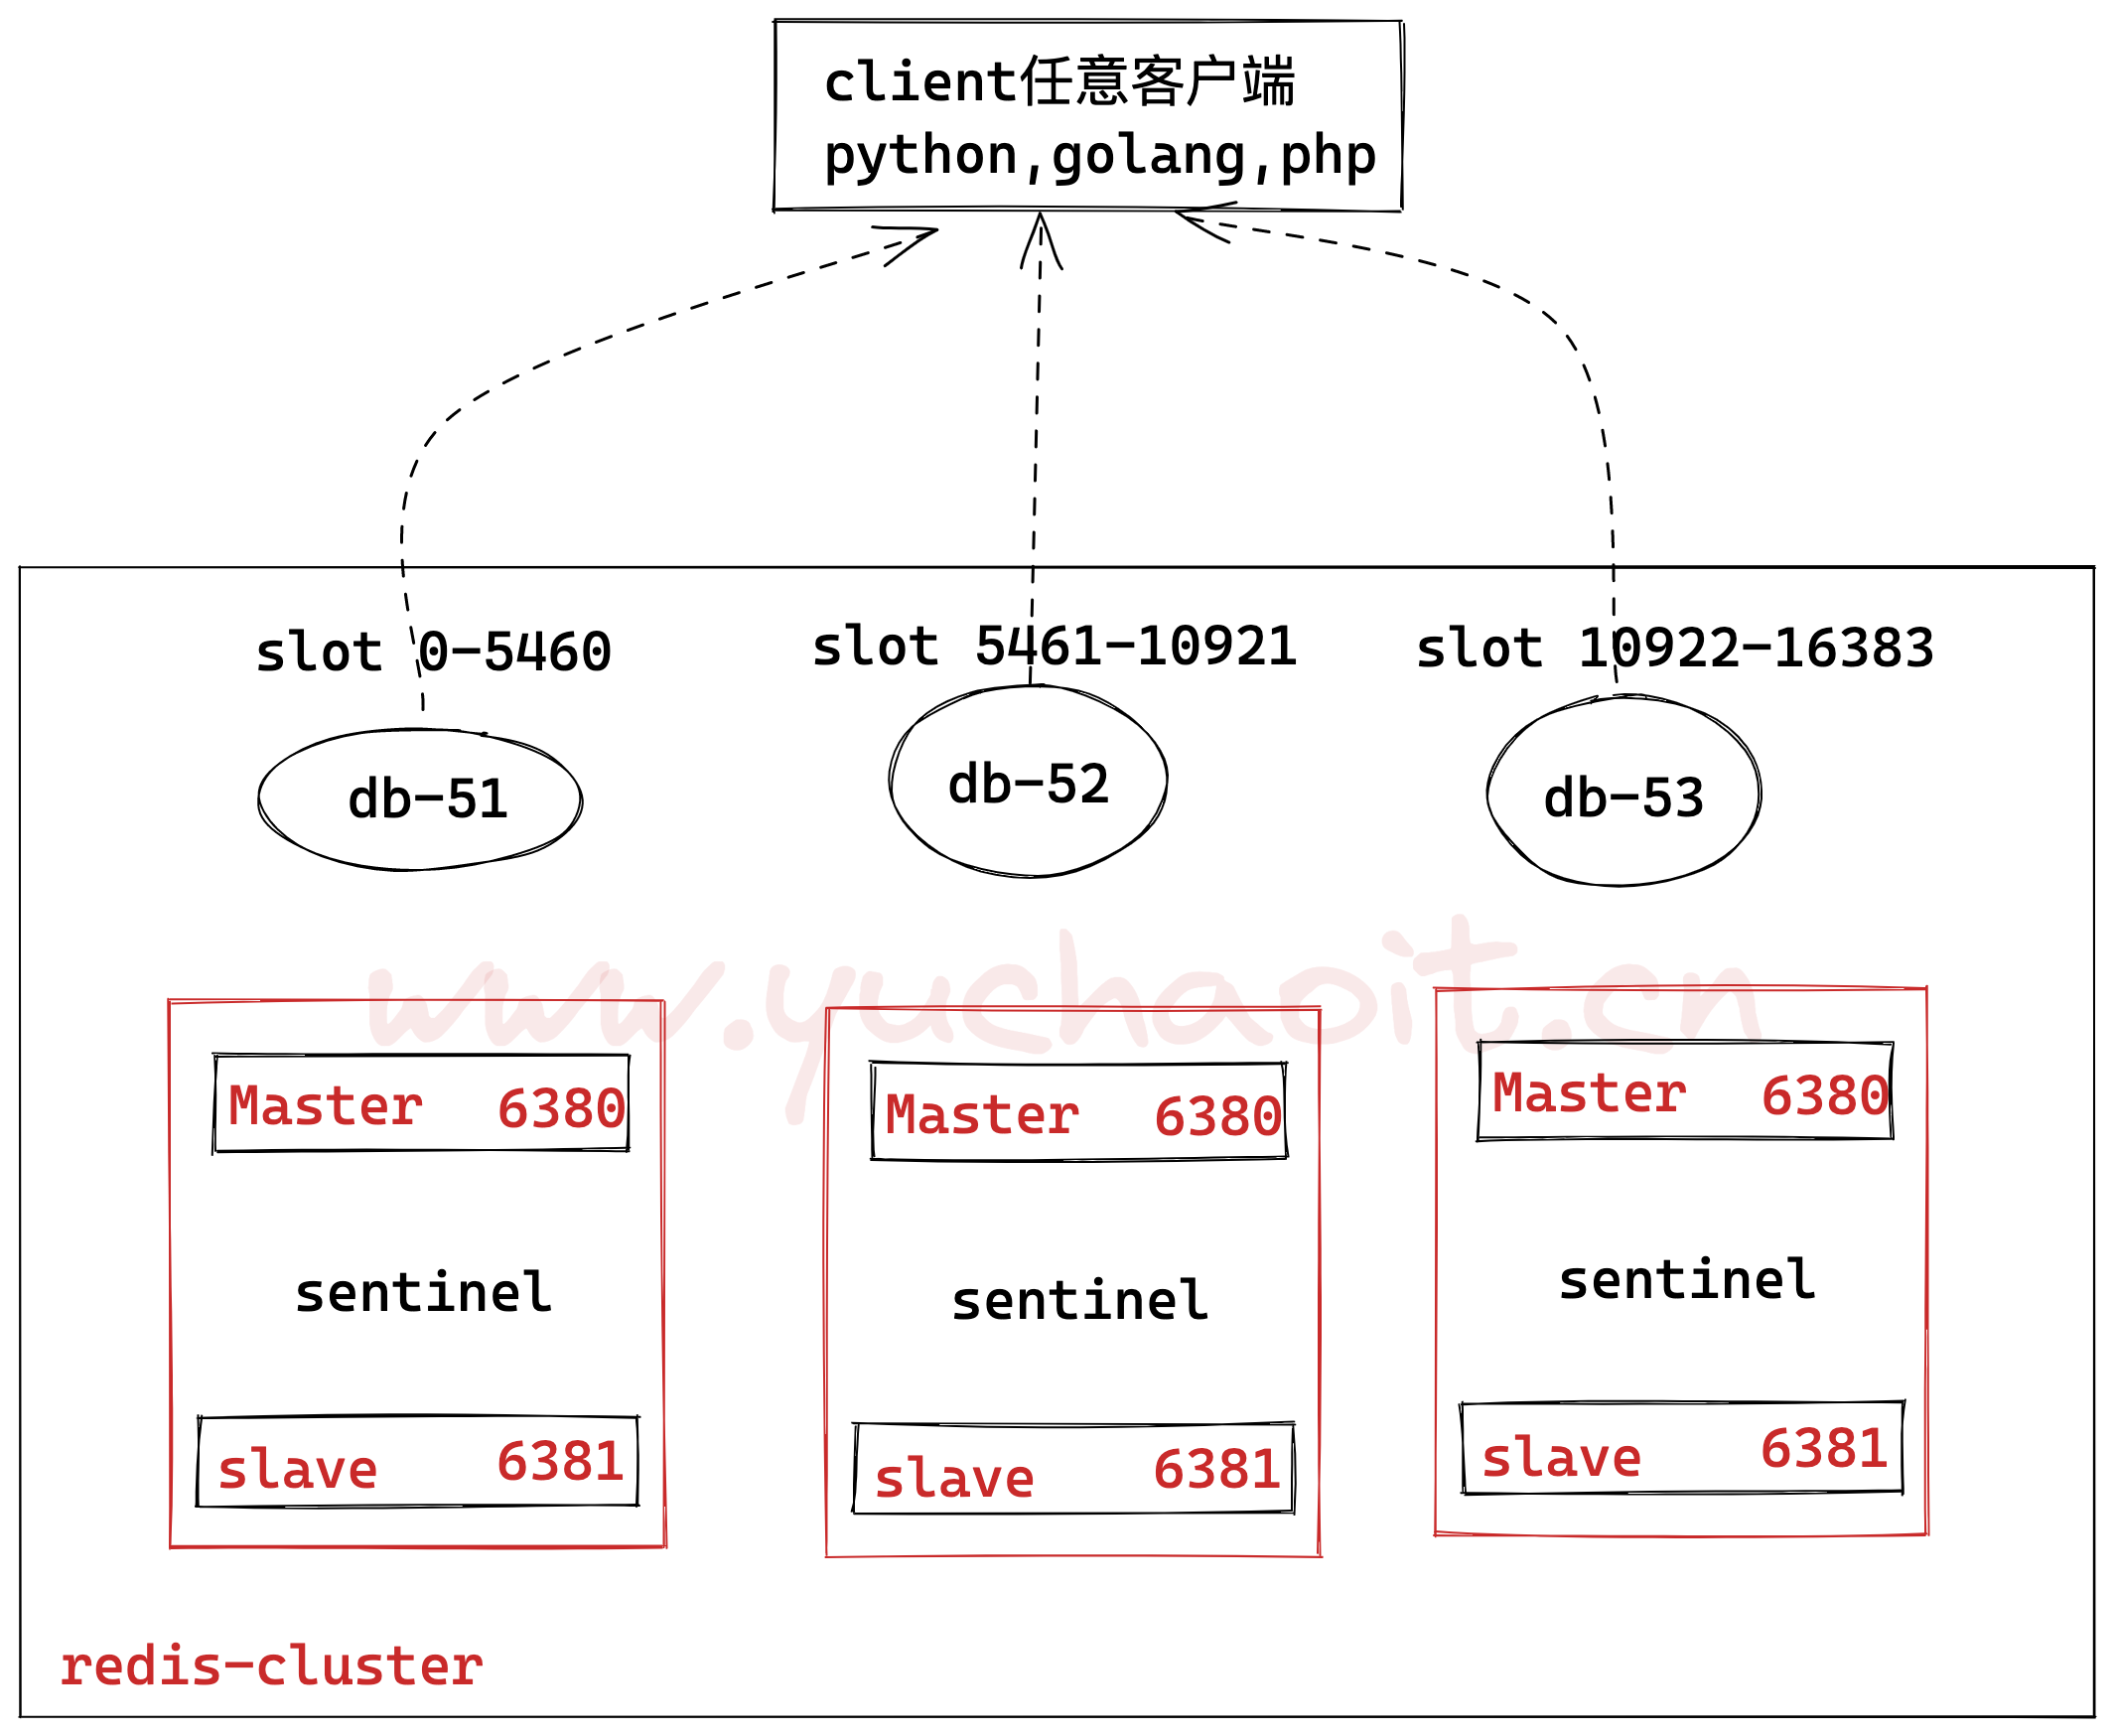 client任意客户端
python,golang,php
slot 0-5460
slot 5461-10921
slot 10922-16383
db-51
db-52
db-53
www.yuchaoit.cn
Master 6380
Master 6380
Master 6380
sentinel
sentinel
sentinel
slave 6381
slave 6381
slave 6381
redis-cluster